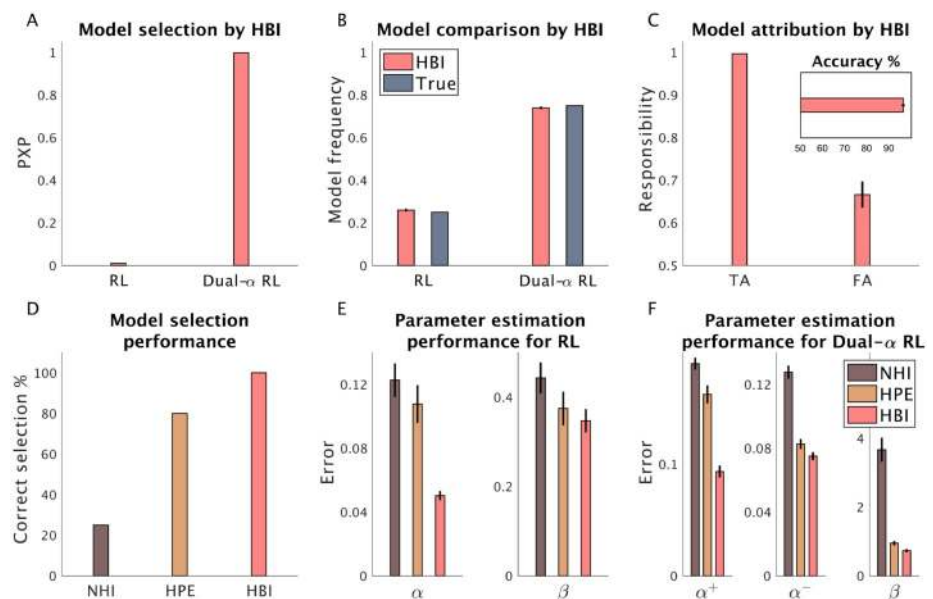 A
Model selection by HBI
PXP
1
0.8
0.6
0.4
0.2
0
RL
Dual-α RL
B
Model comparison by HBI
HBI
True
Model frequency
1
0.8
0.6
0.4
0.2
0
RL
Dual-α RL
C
Model attribution by HBI
Responsibility
1
0.9
0.8
0.7
0.6
0.5
TA
FA
Accuracy %
50 60 70 80 90
D
Model selection
performance
Correct selection %
100
80
60
40
20
0
NHI
HPE
HBI
E
Parameter estimation
performance for RL
Error
0.12
0.08
0.04
0
α
0.4
0.2
0
β
F
Parameter estimation
performance for Dual-α RL
NHI
HPE
HBI
Error
0.1
0
α+
0.12
0.08
0.04
0
α−
4
2
0
β